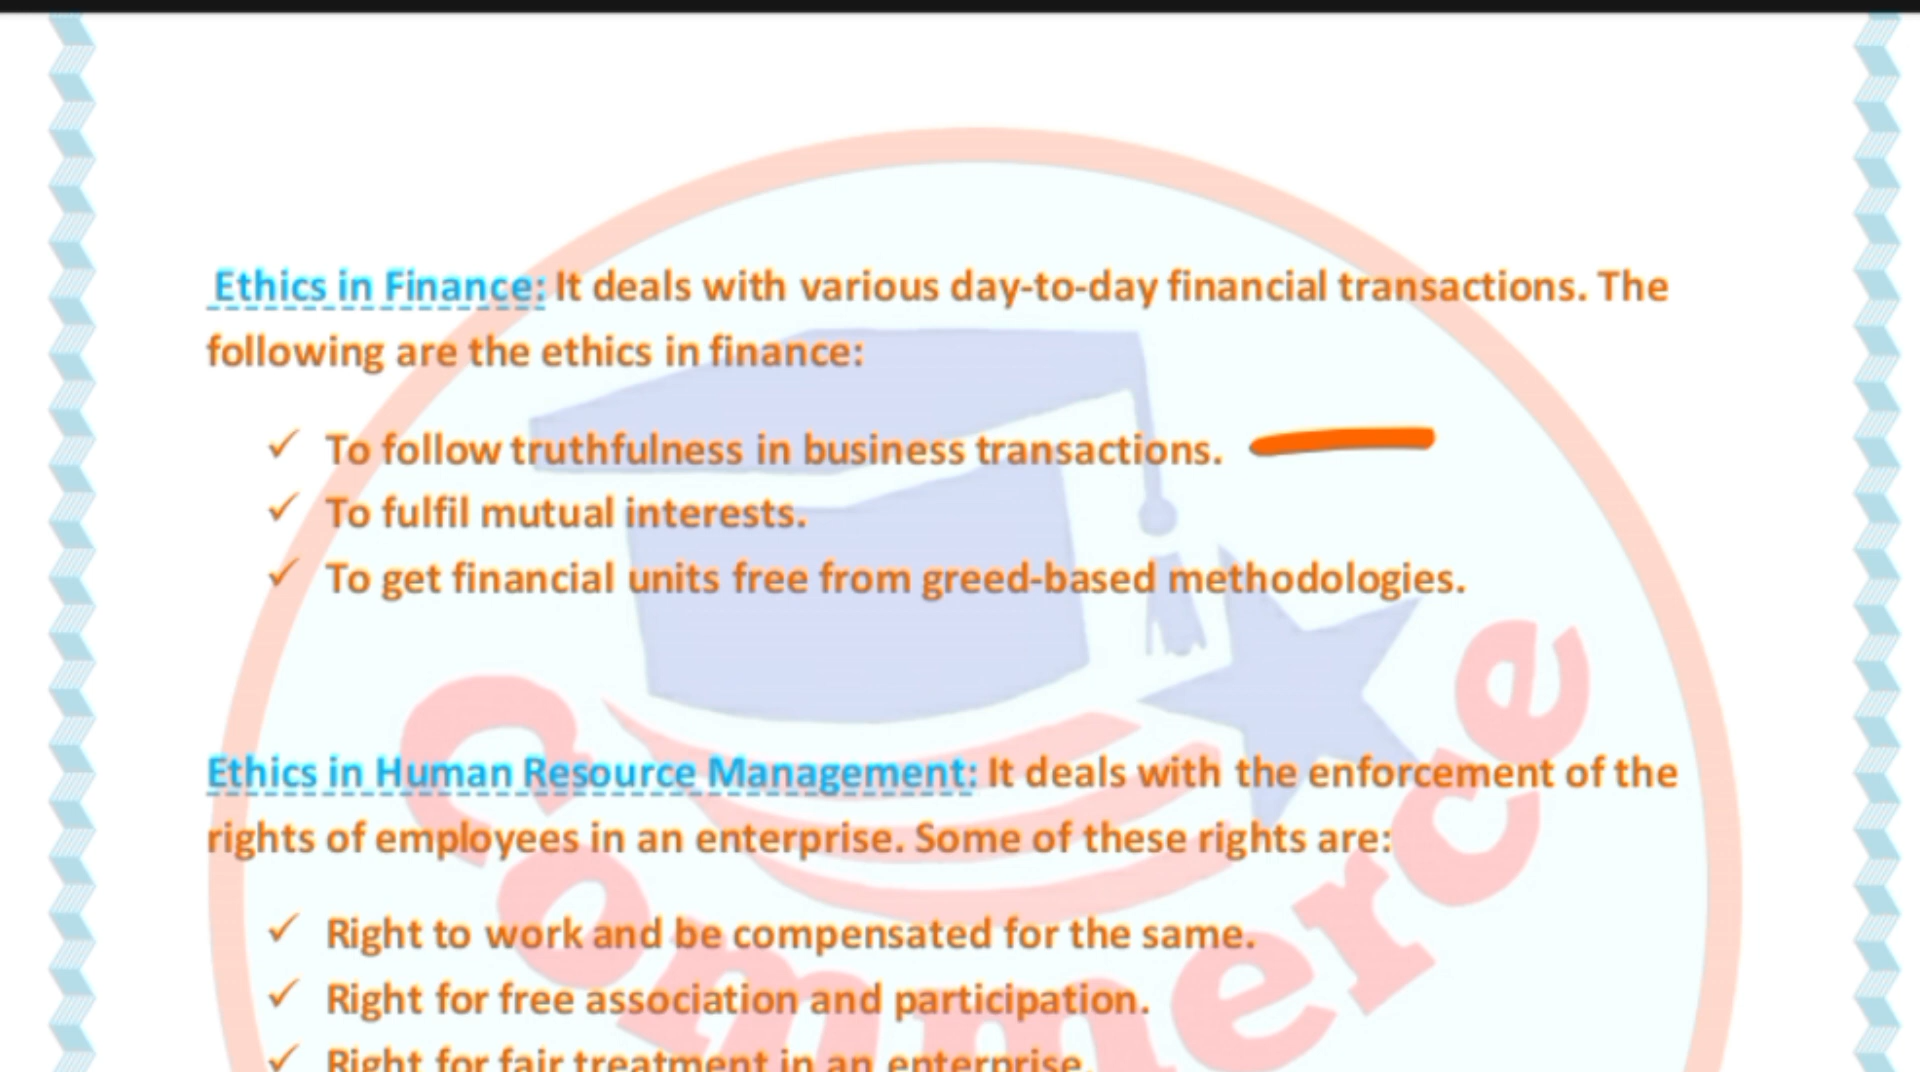 Ethics in Finance: It deals with various day-to-day financial transactions. The
following are the ethics in finance:
✓ To follow truthfulness in business transactions.
✓ To fulfil mutual interests.
✓ To get financial units free from greed-based methodologies.
Ethics in Human Resource Management: It deals with the enforcement of the
rights of employees in an enterprise. Some of these rights are:
✓ Right to work and be compensated for the same.
✓ Right for free association and participation.
✓ Right for fair treatment in an enterprise.
Commerce